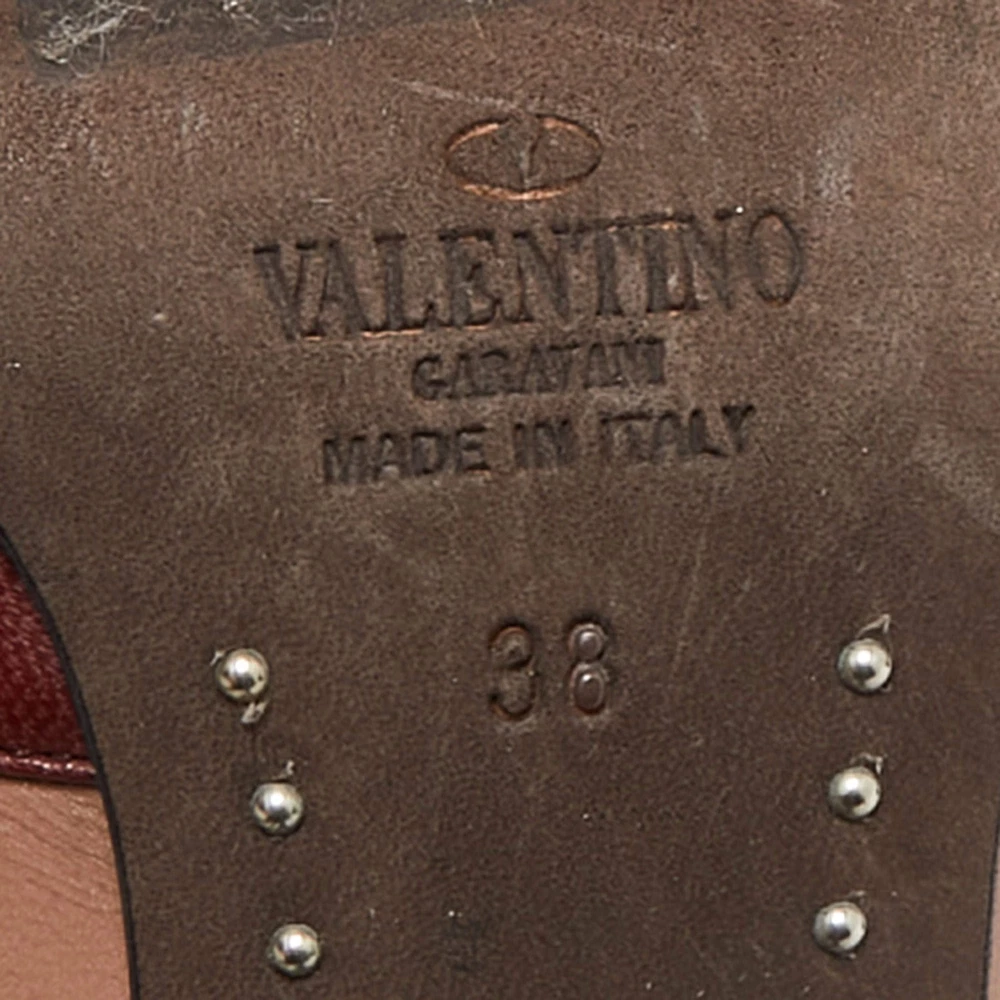 V
VALENTINO
GARAVANI
MADE IN ITALY
38